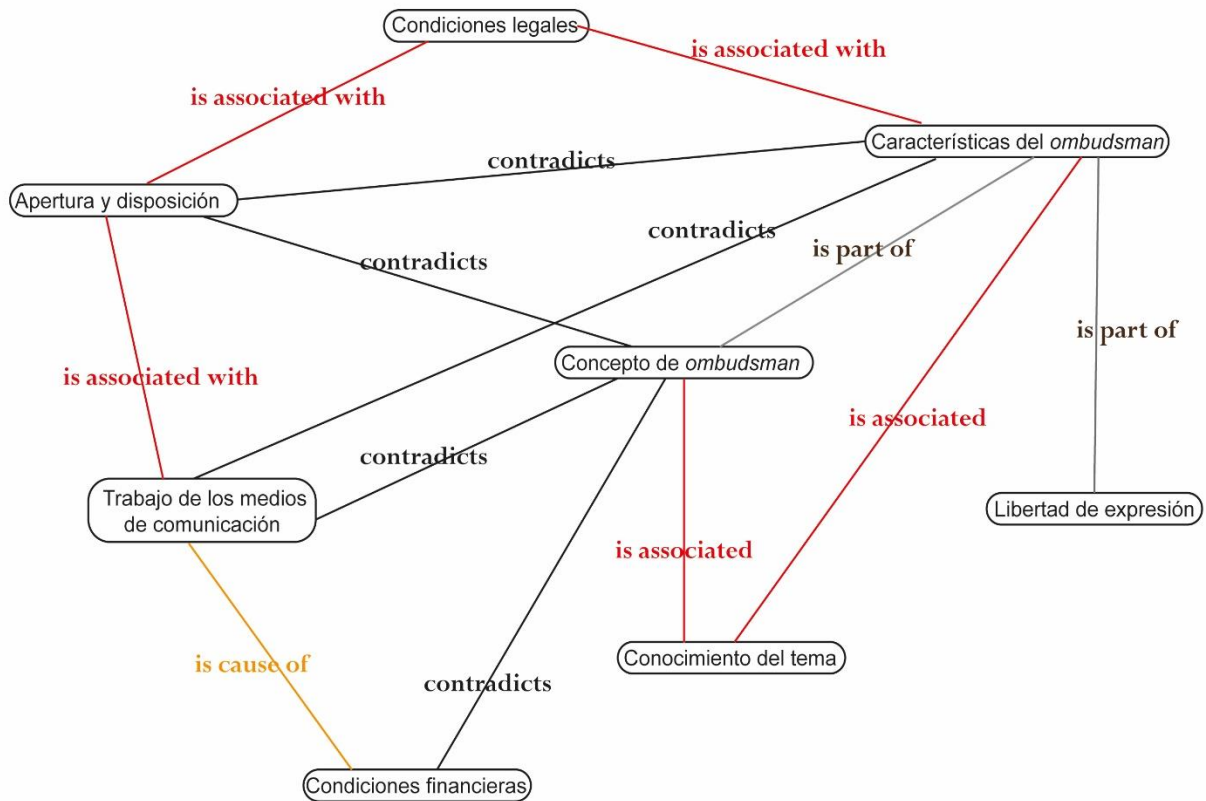 Condiciones legales
is associated with
is associated with
Características del ombudsman
contradicts
Apertura y disposición
contradicts
is part of
contradicts
is part of
Concepto de ombudsman
is associated with
is associated
contradicts
Trabajo de los medios
de comunicación
Libertad de expresión
is associated
is cause of
Conocimiento del tema
contradicts
Condiciones financieras